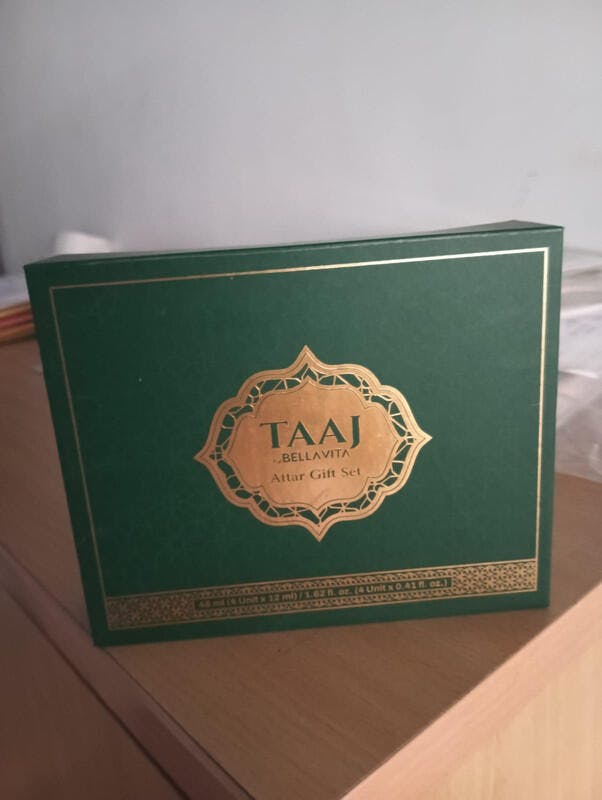 TAAJ
by BELLAVITA
Attar Gift Set
48 ml (4 Unit x 12 ml) / 1.62 fl. oz. (4 Unit x 0.41 fl. oz.)